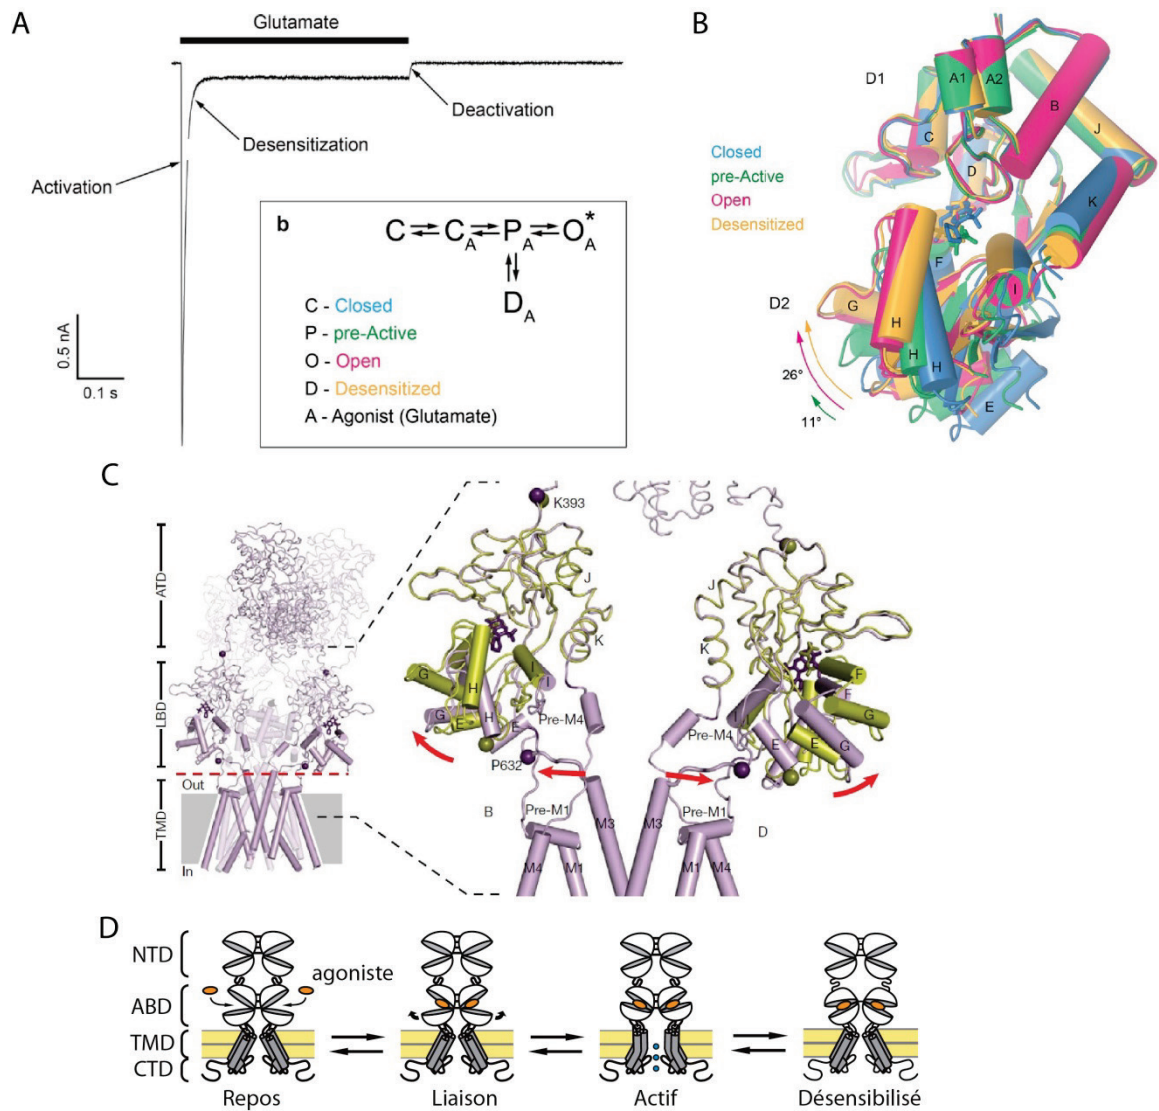 A
Glutamate
Deactivation
Desensitization
Activation
0.5 nA
0.1 s
b
C ⇌ C_A ⇌ P_A ⇌ O*_A
D_A
C - Closed
P - pre-Active
O - Open
D - Desensitized
A - Agonist (Glutamate)
B
D1
A1
A2
B
C
J
D
Closed
pre-Active
Open
Desensitized
K
F
I
D2
G
H
H
H
E
26°
11°
C
ATD
LBD
TMD
Out
In
K393
J
K
G
H
I
I
G
E
H
F
Pre-M4
P632
B
Pre-M1
M3
M4
M1
J
K
F
F
I
G
Pre-M4
E
E
G
Pre-M1
D
M3
M1
M4
D
NTD
ABD
TMD
CTD
agoniste
Repos
Liaison
Actif
Désensibilisé